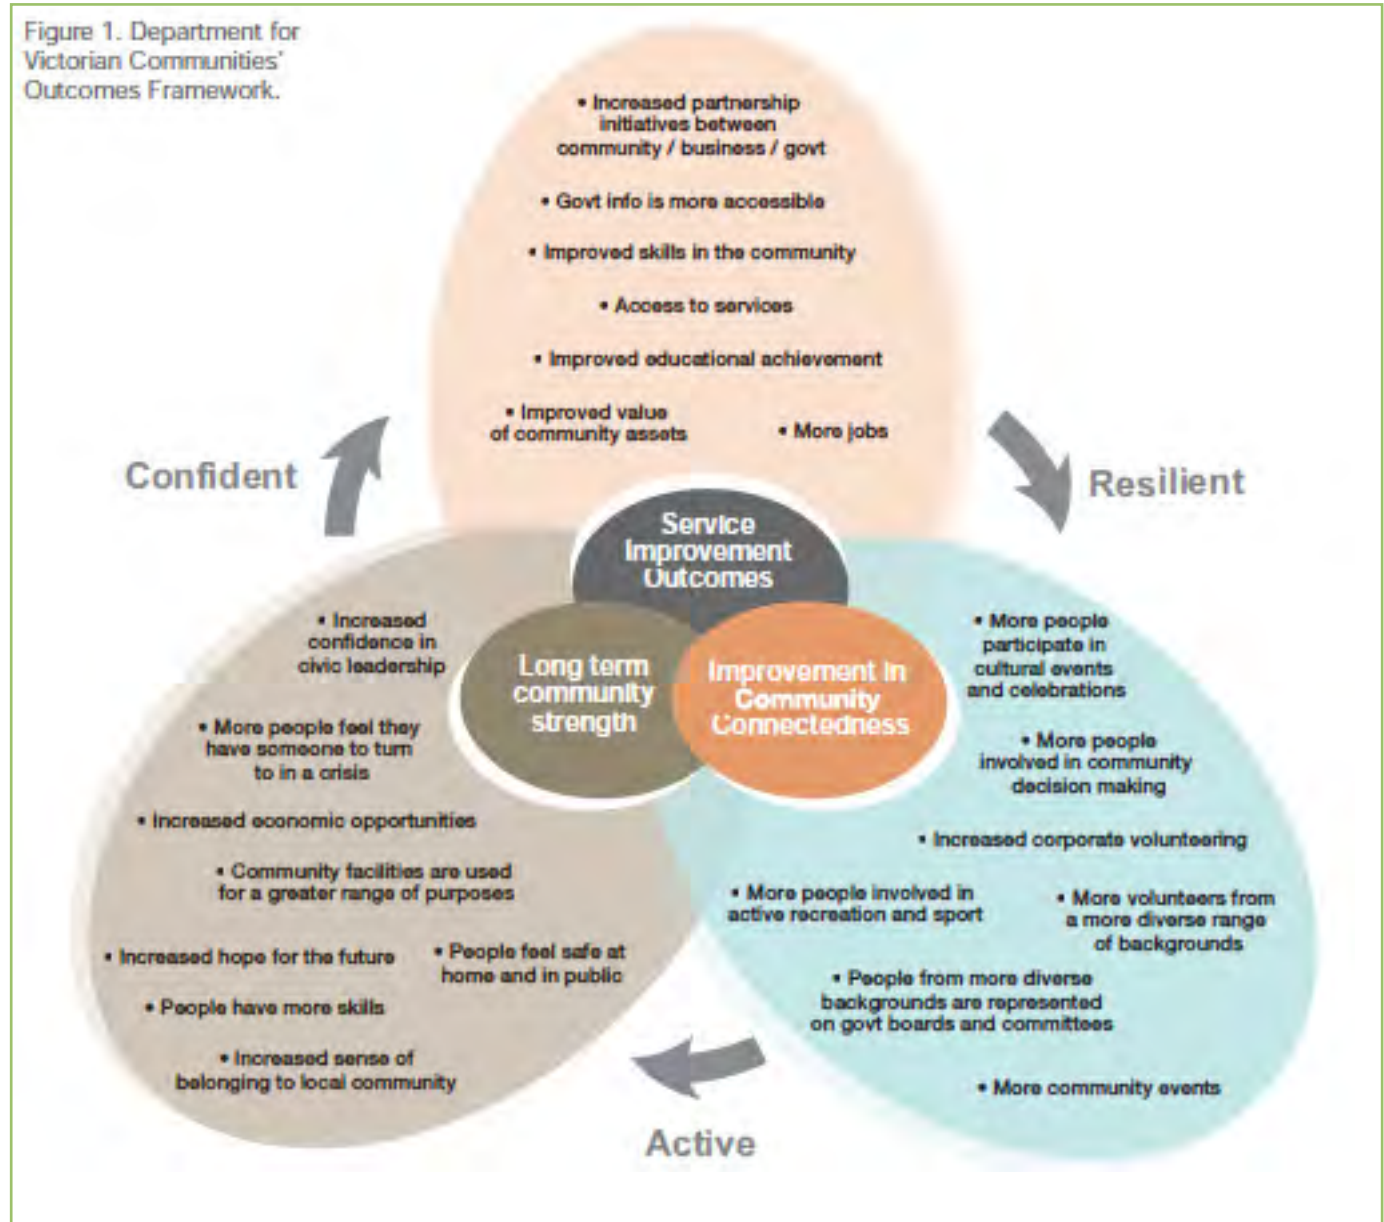 Figure 1. Department for
Victorian Communities'
Outcomes Framework.
• Increased partnership
initiatives between
community / business / govt
• Govt info is more accessible
• Improved skills in the community
• Access to services
• Improved educational achievement
• Improved value
of community assets
• More jobs
Confident
Resilient
Service
Improvement
Outcomes
Long term
community
strength
Improvement in
Community
Connectedness
• Increased
confidence in
civic leadership
• More people feel they
have someone to turn
to in a crisis
• Increased economic opportunities
• Community facilities are used
for a greater range of purposes
• Increased hope for the future
• People feel safe at
home and in public
• People have more skills
• Increased sense of
belonging to local community
• More people
participate in
cultural events
and celebrations
• More people
involved in community
decision making
• Increased corporate volunteering
• More people involved in
active recreation and sport
• More volunteers from
a more diverse range
of backgrounds
• People from more diverse
backgrounds are represented
on govt boards and committees
• More community events
Active